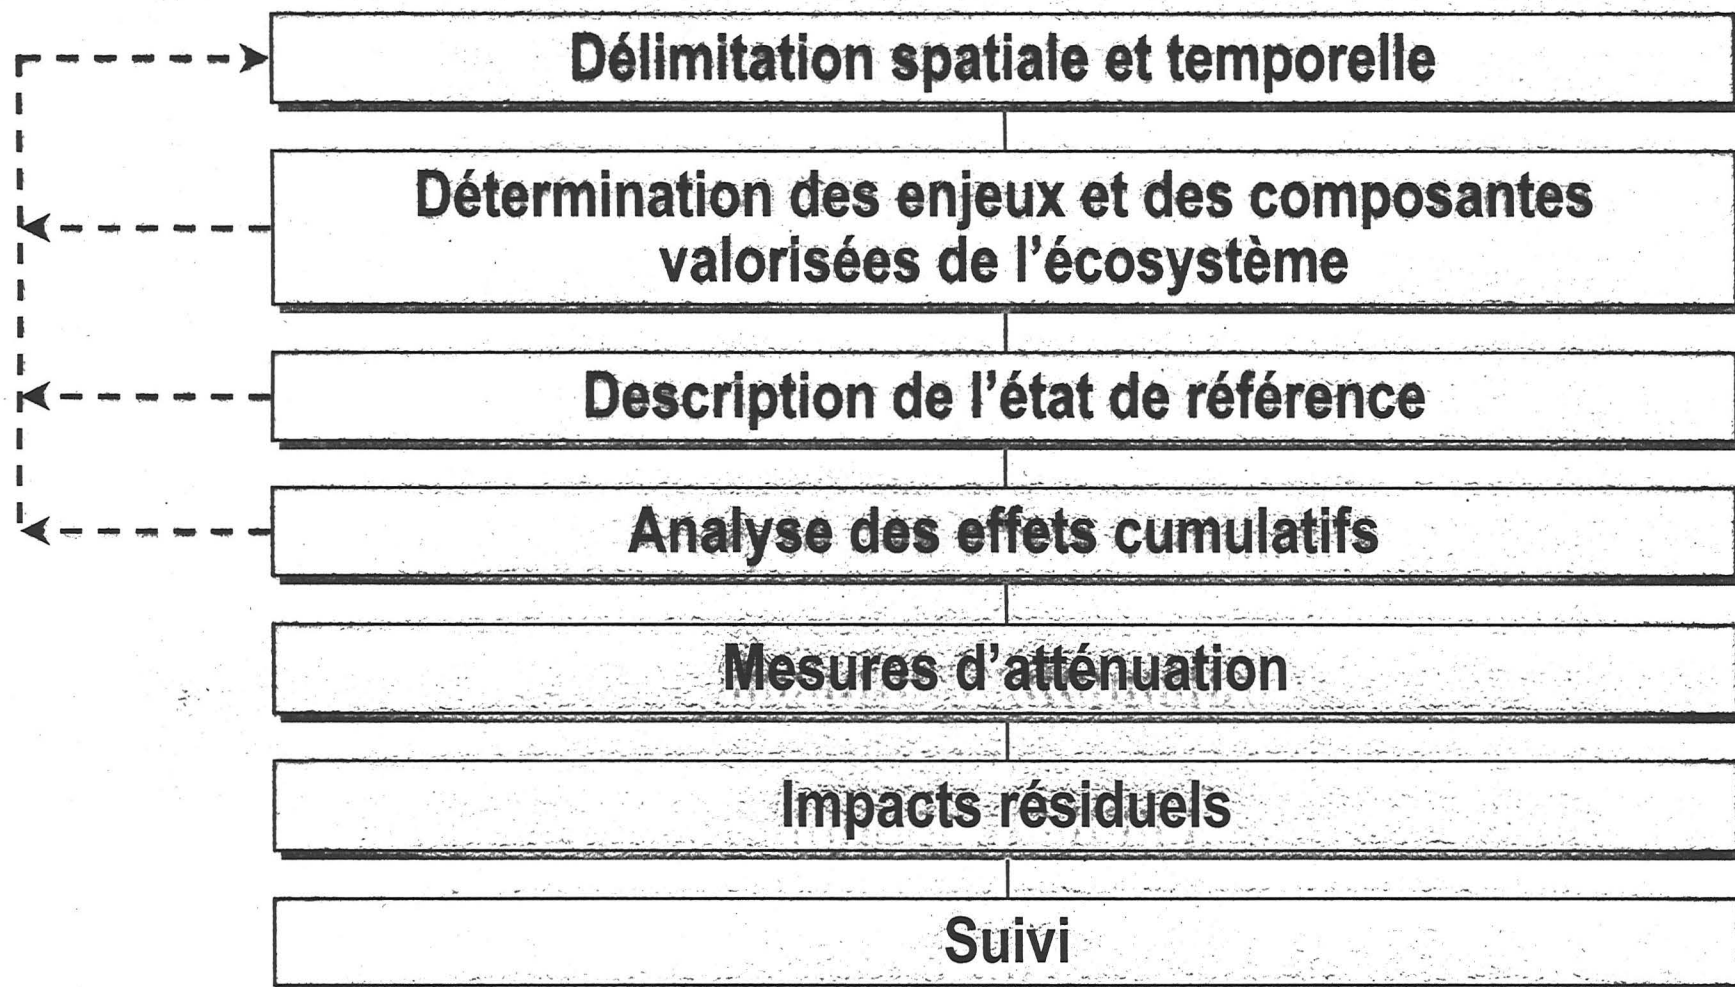 Délimitation spatiale et temporelle
Détermination des enjeux et des composantes
valorisées de l'écosystème
Description de l'état de référence
Analyse des effets cumulatifs
Mesures d'atténuation
Impacts résiduels
Suivi